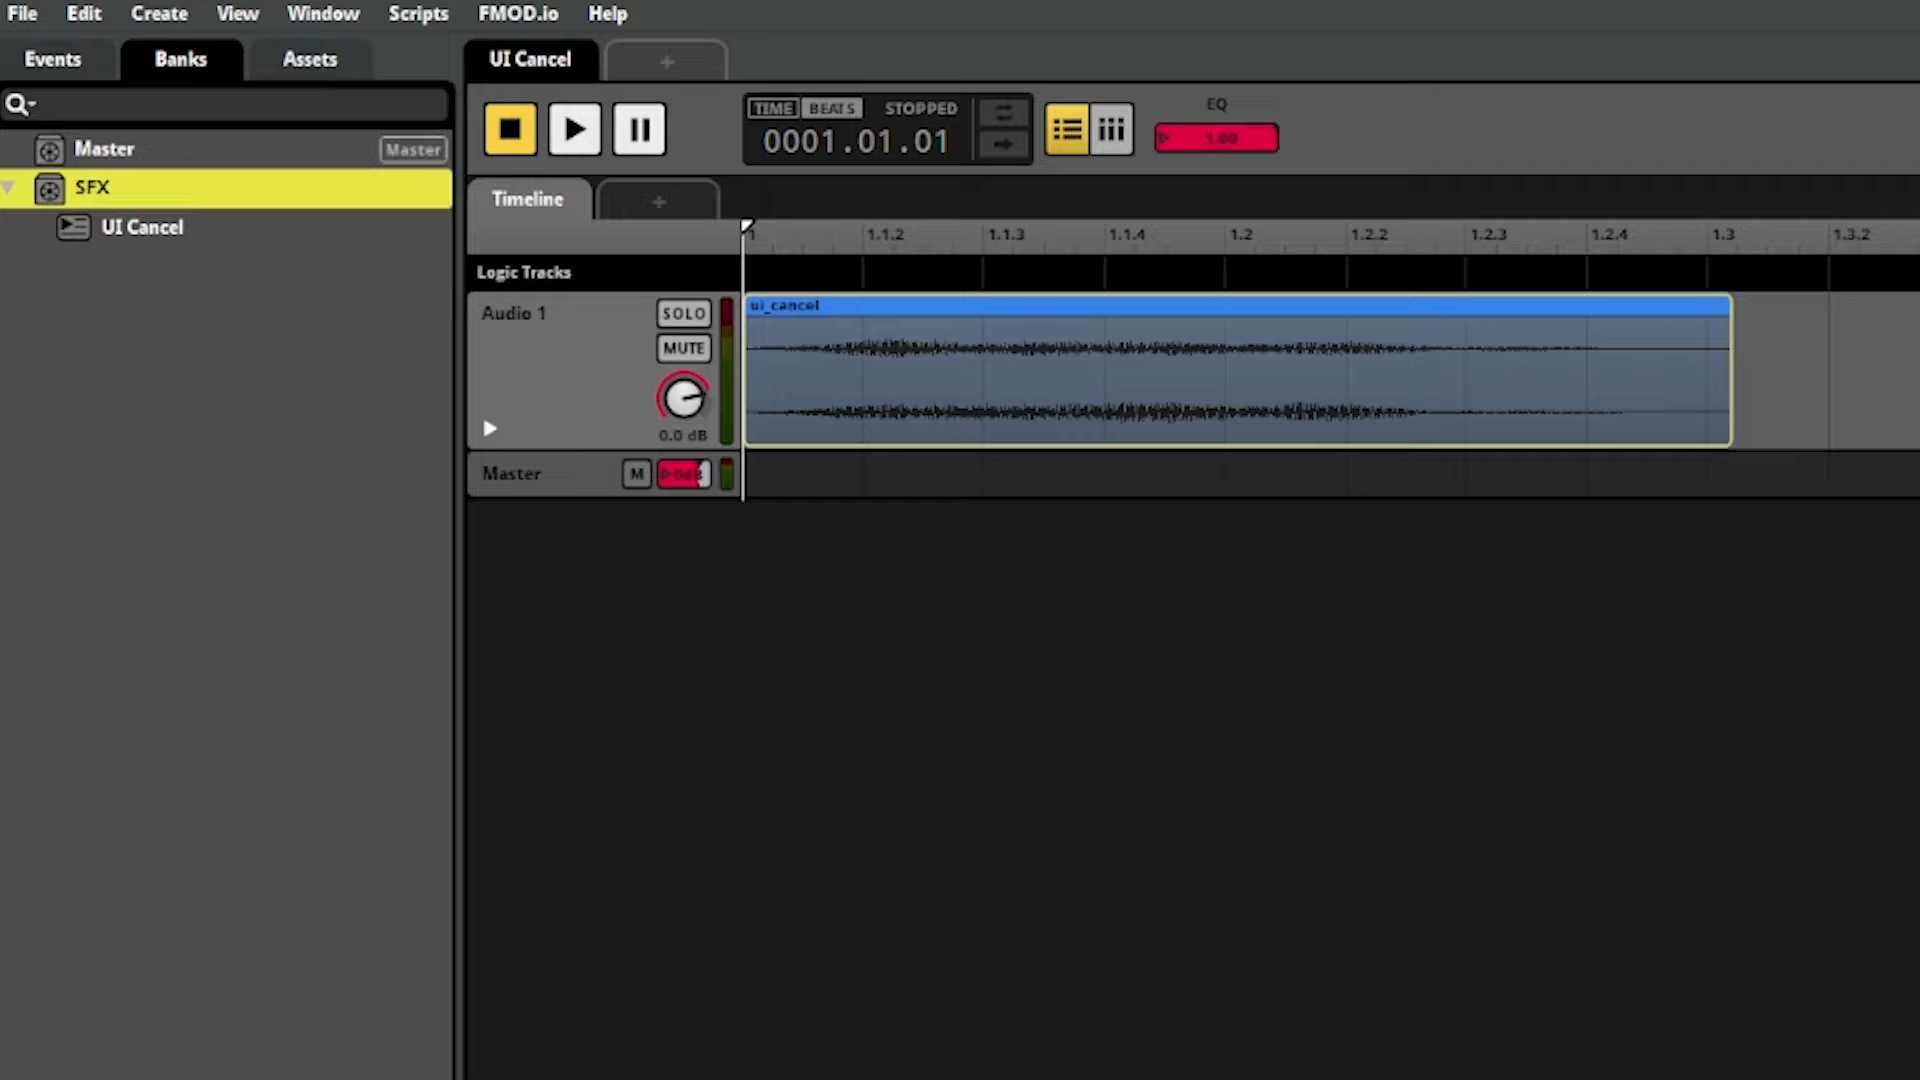 File Edit Create View Window Scripts FMOD.io Help
Events Banks Assets
UI Cancel +
TIME BEATS STOPPED
0001.01.01
EQ
1.00
Master Master
SFX
UI Cancel
Timeline +
1 1.1.2 1.1.3 1.1.4 1.2 1.2.2 1.2.3 1.2.4 1.3 1.3.2
Logic Tracks
Audio 1 SOLO
MUTE
0.0 dB
ui_cancel
Master M 0dB